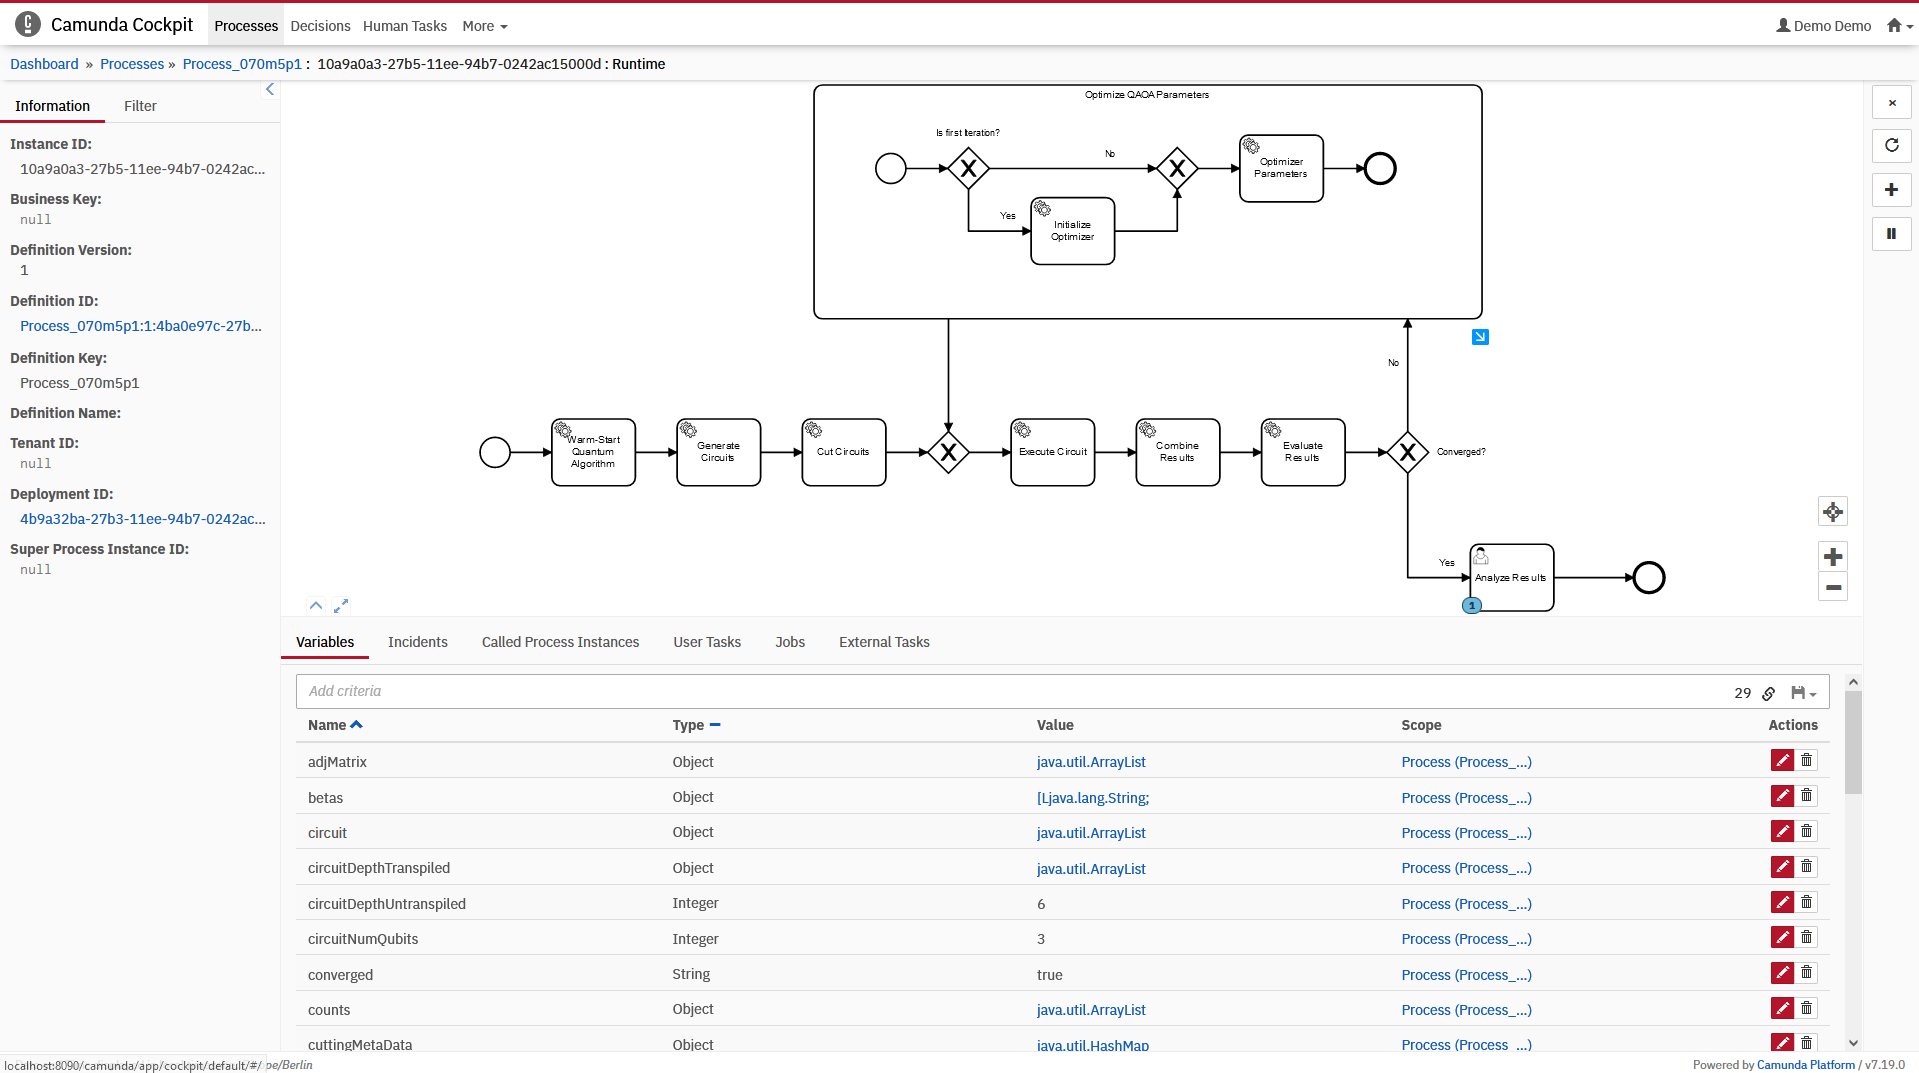 Camunda Cockpit Processes Decisions Human Tasks More Demo Demo
Dashboard » Processes » Process_070m5p1 : 10a9a0a3-27b5-11ee-94b7-0242ac15000d : Runtime
Information Filter
Instance ID:
10a9a0a3-27b5-11ee-94b7-0242ac...
Business Key:
null
Definition Version:
1
Definition ID:
Process_070m5p1:1:4ba0e97c-27b...
Definition Key:
Process_070m5p1
Definition Name:
Tenant ID:
null
Deployment ID:
4b9a32ba-27b3-11ee-94b7-0242ac...
Super Process Instance ID:
null
Optimize QAOA Parameters
Is first Iteration?
No
Yes
Initialize
Optimizer
Optimizer
Parameters
No
Warm-Start
Quantum
Algorithm
Generate
Circuits
Cut Circuits
Execute Circuit
Combine
Results
Evaluate
Results
Converged?
Yes
Analyze Results
1
Variables Incidents Called Process Instances User Tasks Jobs External Tasks
Add criteria 29
Name Type Value Scope Actions
adjMatrix Object java.util.ArrayList Process (Process_...)
betas Object [Ljava.lang.String; Process (Process_...)
circuit Object java.util.ArrayList Process (Process_...)
circuitDepthTranspiled Object java.util.ArrayList Process (Process_...)
circuitDepthUntranspiled Integer 6 Process (Process_...)
circuitNumQubits Integer 3 Process (Process_...)
converged String true Process (Process_...)
counts Object java.util.ArrayList Process (Process_...)
cuttingMetaData Object java.util.HashMap Process (Process_...)
localhost:8090/camunda/app/cockpit/default/#/ pe/Berlin Powered by Camunda Platform / v7.19.0